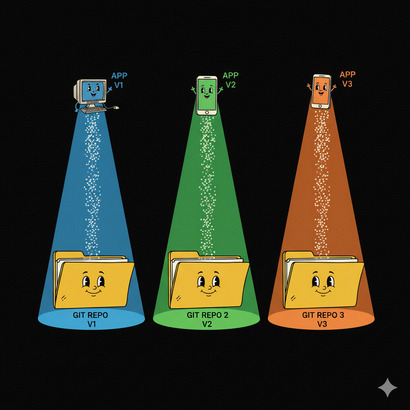 APP
V1
APP
V2
APP
V3
GIT REPO
V1
GIT REPO 2
V2
GIT REPO 3
V3